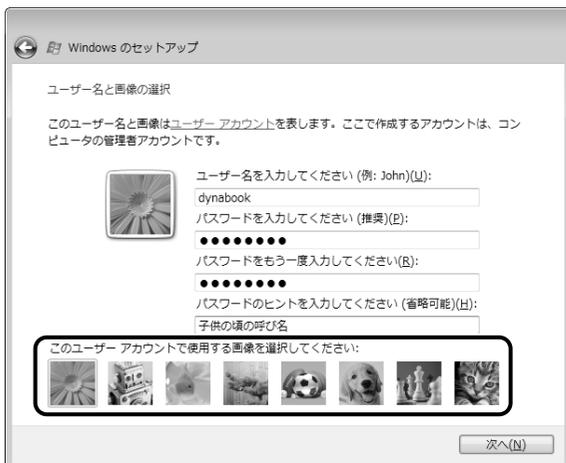 Windows のセットアップ
ユーザー名と画像の選択
このユーザー名と画像はユーザー アカウントを表します。ここで作成するアカウントは、コン
ピュータの管理者アカウントです。
ユーザー名を入力してください (例: John)(U):
dynabook
パスワードを入力してください (推奨)(P):
●●●●●●●●
パスワードをもう一度入力してください(R):
●●●●●●●●
パスワードのヒントを入力してください (省略可能)(H):
子供の頃の呼び名
このユーザー アカウントで使用する画像を選択してください:
次へ(N)